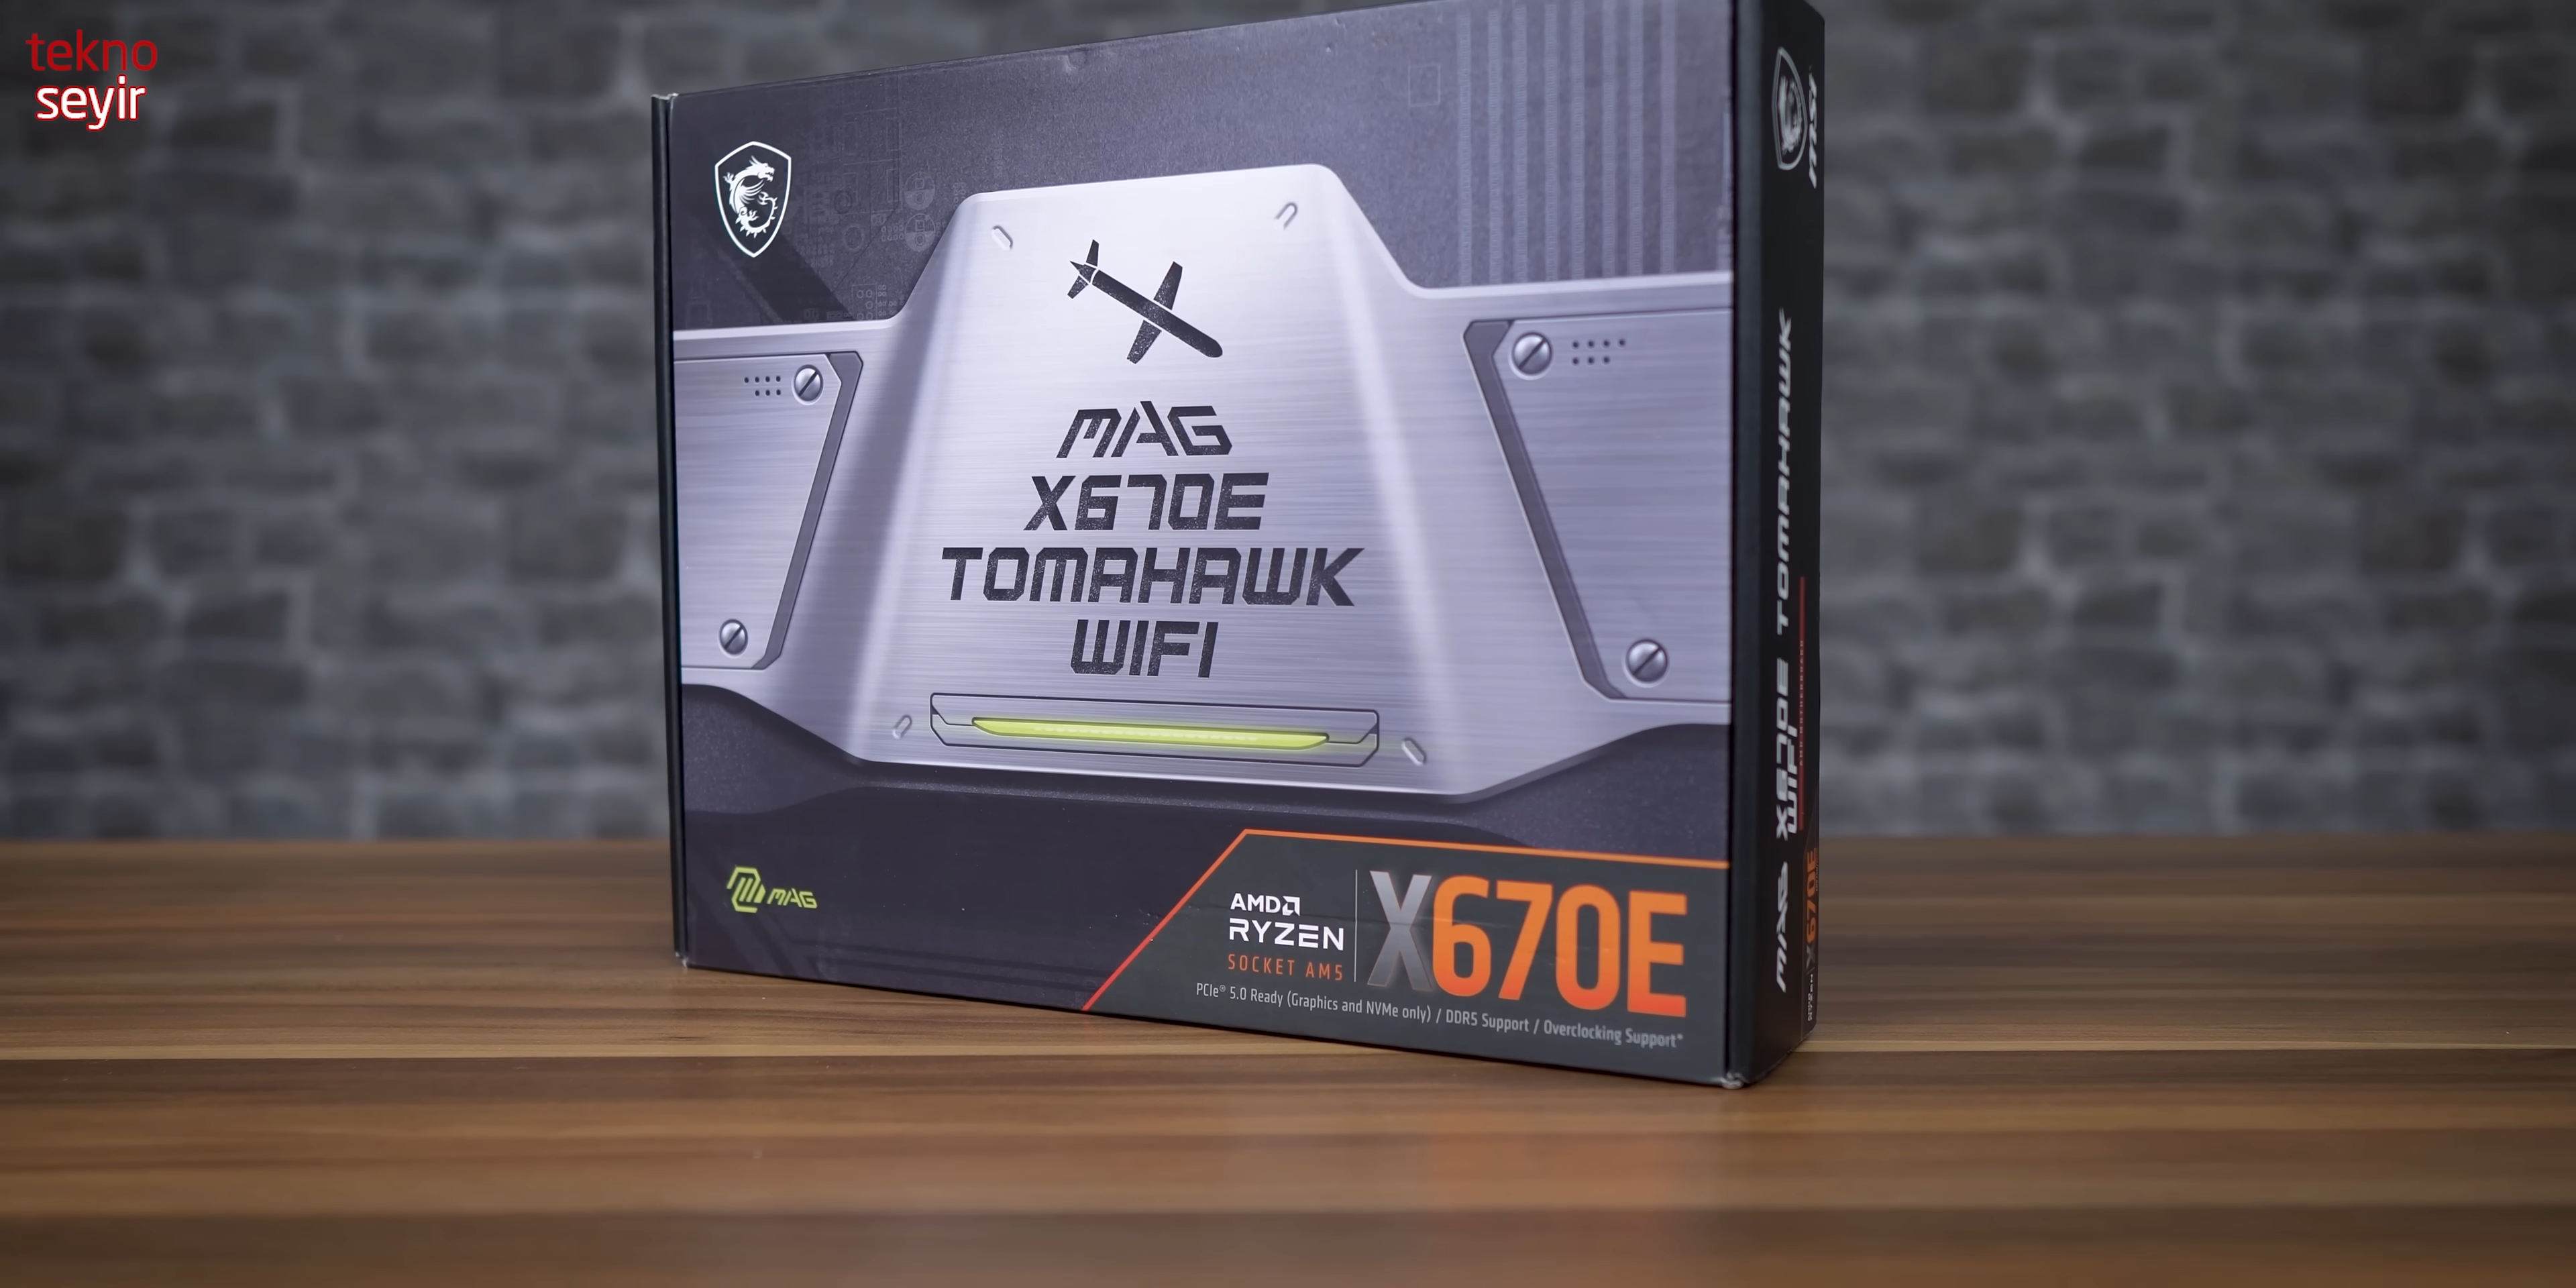 tekno
seyir
MAG
X670E
TOMAHAWK
WIFI
MAG
AMD
RYZEN
SOCKET AM5
X670E
PCIe® 5.0 Ready (Graphics and NVMe only) / DDR5 Support / Overclocking Support*
msi
MAG X670E TOMAHAWK
WIFI
X670E